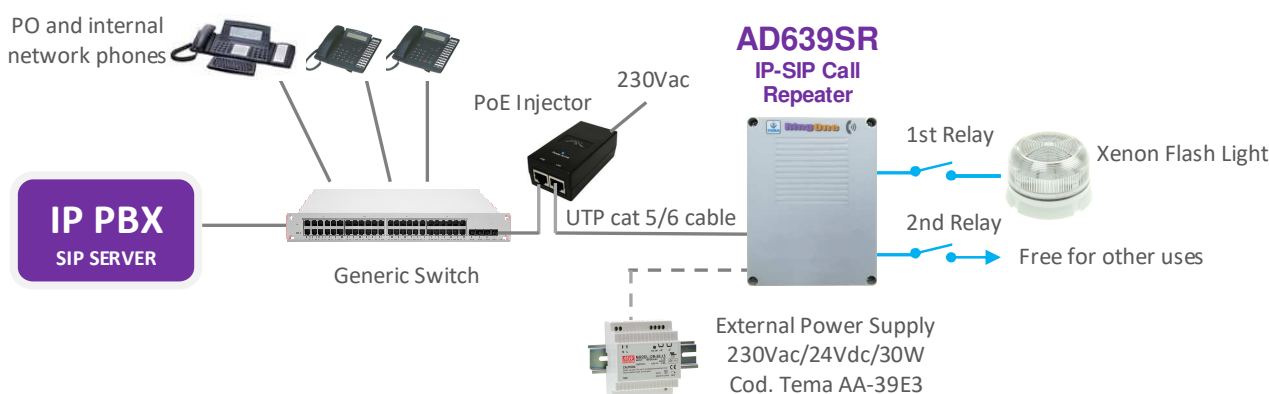 PO and internal
network phones
AD639SR
IP-SIP Call
Repeater
230Vac
PoE Injector
RingOne
1st Relay
Xenon Flash Light
IP PBX
SIP SERVER
UTP cat 5/6 cable
2nd Relay
Free for other uses
Generic Switch
External Power Supply
230Vac/24Vdc/30W
Cod. Tema AA-39E3